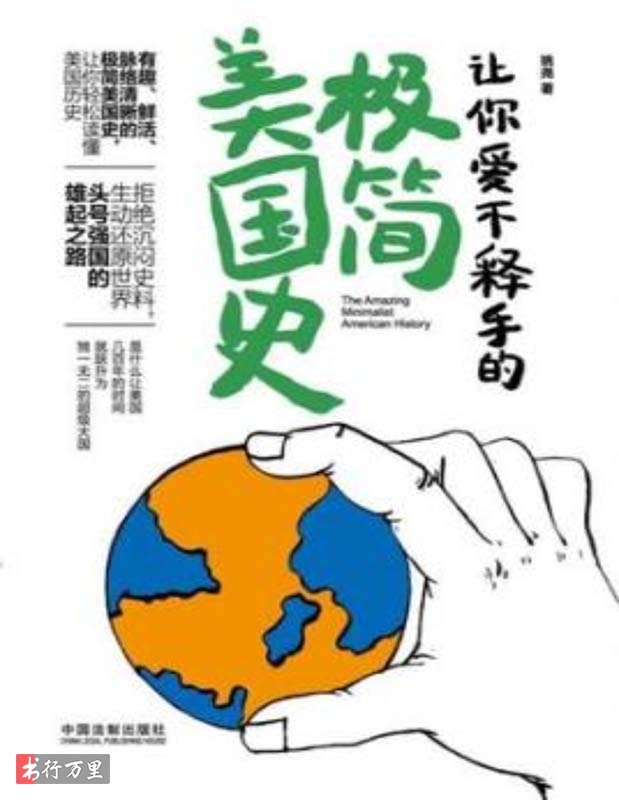 著
让你爱不释手的
极简
美国史
The Amazing
Minimalist
American History
有趣、鲜活、
脉络清晰的
极简美国史，
让你轻松读懂
美国历史
拒绝沉闷史料，
生动还原世界
头号强国的
雄起之路
是什么让美国
几百年的时间
就跃升为
独一无二的超级大国
中国法制出版社
CHINA LEGAL PUBLISHING HOUSE
书行万里